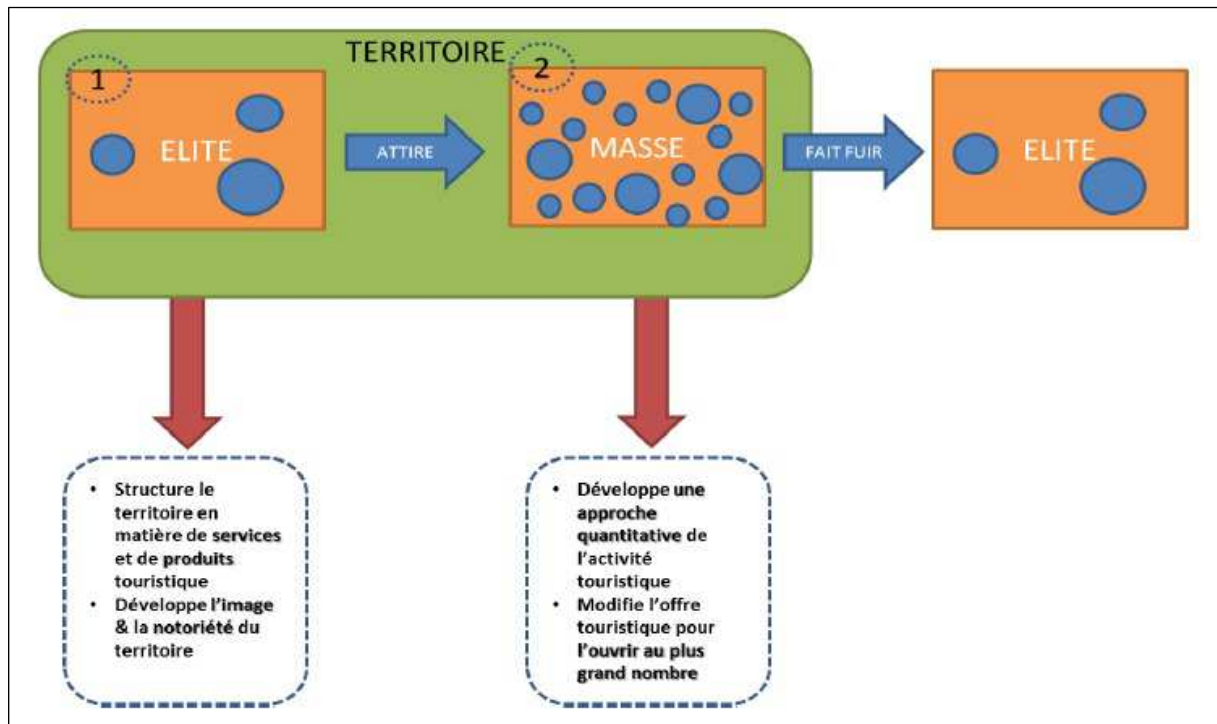 TERRITOIRE
1
ELITE
ATTIRE
2
MASSE
FAIT FUIR
ELITE
• Structure le
territoire en
matière de services
et de produits
touristique
• Développe l'image
& la notoriété du
territoire
• Développe une
approche
quantitative de
l'activité
touristique
• Modifie l'offre
touristique pour
l'ouvrir au plus
grand nombre